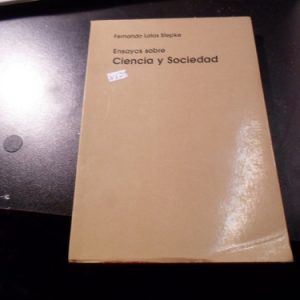 Fernando Lolas Stepke
Ensayos sobre
Ciencia y Sociedad